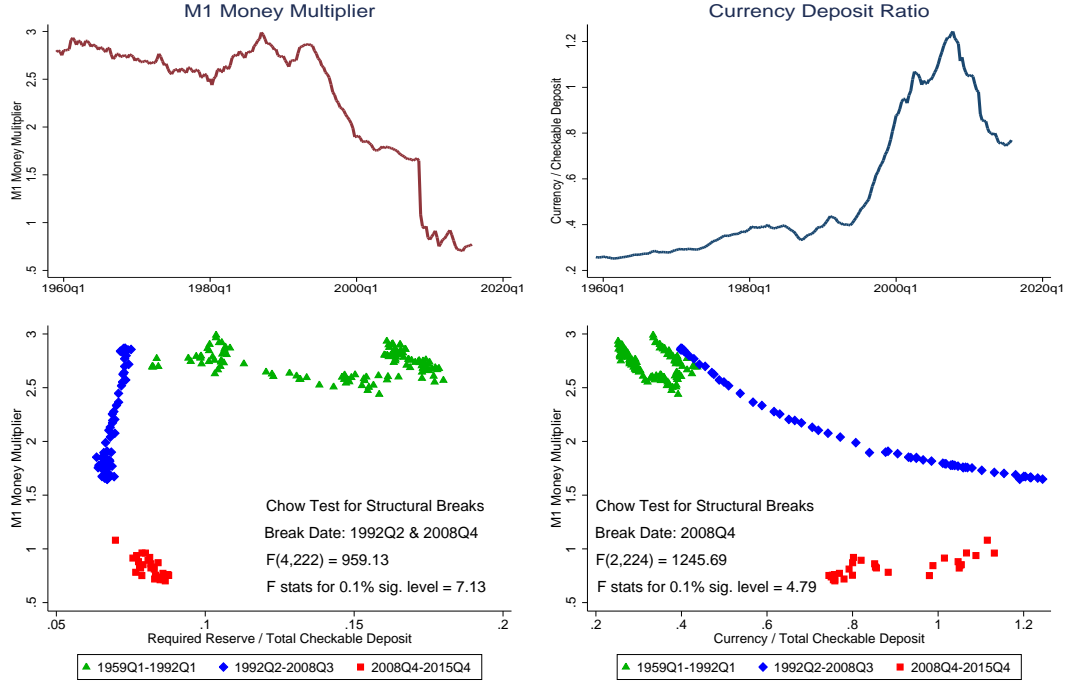 M1 Money Multiplier
M1 Money Mulitplier
3
2.5
2
1.5
1
.5
1960q1
1980q1
2000q1
2020q1
Currency Deposit Ratio
Currency / Checkable Deposit
1.2
1
.8
.6
.4
.2
1960q1
1980q1
2000q1
2020q1
M1 Money Mulitplier
3
2.5
2
1.5
1
.5
Chow Test for Structural Breaks
Break Date: 1992Q2 & 2008Q4
F(4,222) = 959.13
F stats for 0.1% sig. level = 7.13
.05
.1
.15
.2
Required Reserve / Total Checkable Deposit
1959Q1-1992Q1 1992Q2-2008Q3 2008Q4-2015Q4
M1 Money Mulitplier
3
2.5
2
1.5
1
.5
Chow Test for Structural Breaks
Break Date: 2008Q4
F(2,224) = 1245.69
F stats for 0.1% sig. level = 4.79
.2
.4
.6
.8
1
1.2
Currency / Total Checkable Deposit
1959Q1-1992Q1 1992Q2-2008Q3 2008Q4-2015Q4